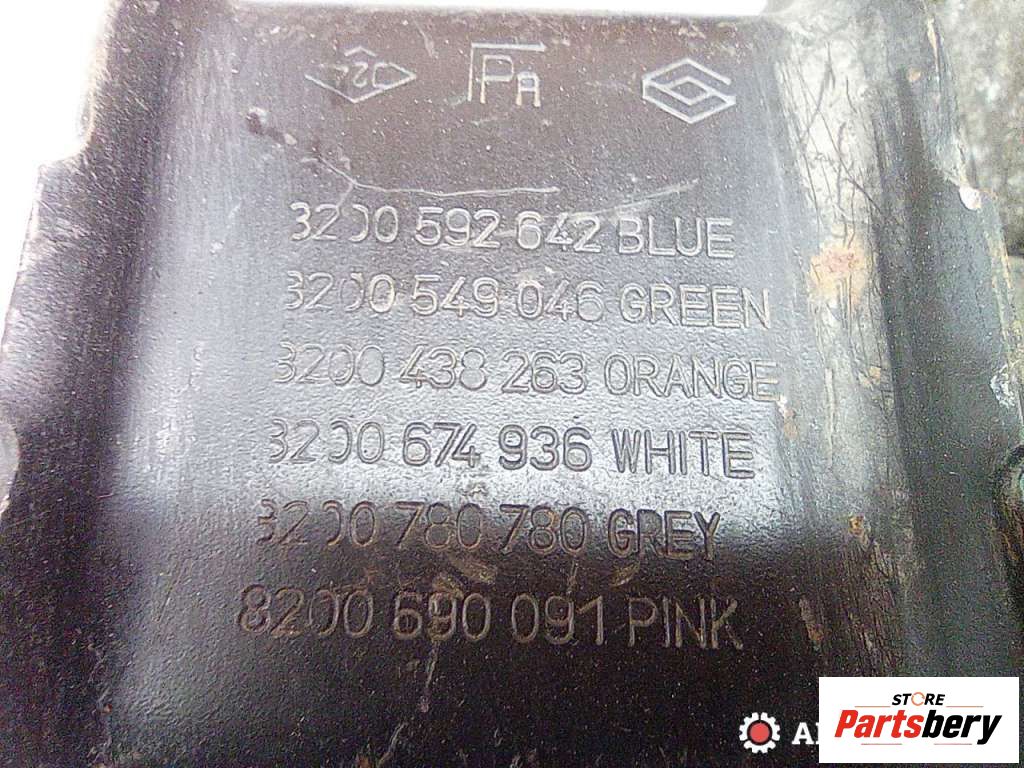 FPA
8200 592 642 BLUE
8200 549 046 GREEN
8200 438 263 ORANGE
8200 674 936 WHITE
8200 780 780 GREY
8200 690 091 PINK
STORE
Partsbery